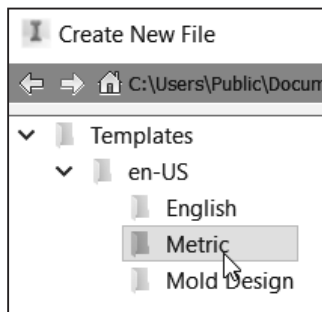 Create New File
C:\Users\Public\Docum
Templates
en-US
English
Metric
Mold Design